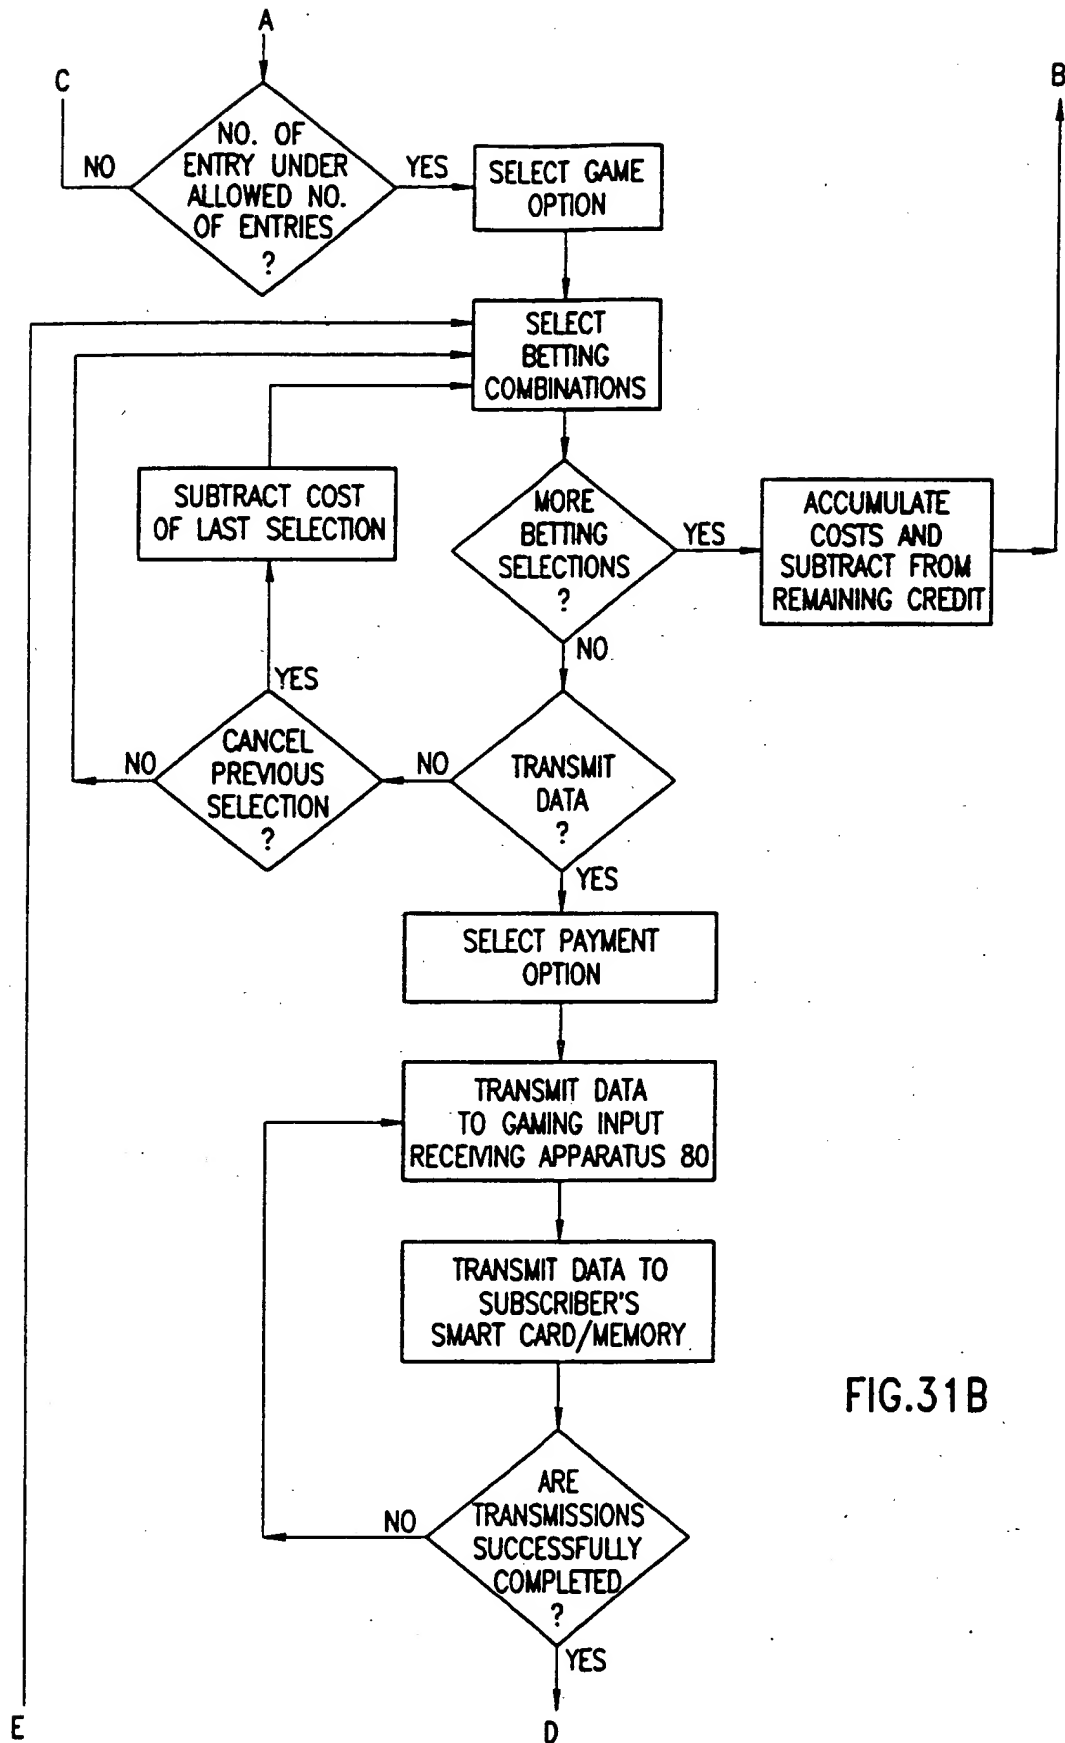 A
C
B
NO. OF
ENTRY UNDER
ALLOWED NO.
OF ENTRIES
?
NO
YES
SELECT GAME
OPTION
SELECT
BETTING
COMBINATIONS
SUBTRACT COST
OF LAST SELECTION
MORE
BETTING
SELECTIONS
?
YES
ACCUMULATE
COSTS AND
SUBTRACT FROM
REMAINING CREDIT
NO
YES
CANCEL
PREVIOUS
SELECTION
?
NO
NO
TRANSMIT
DATA
?
YES
SELECT PAYMENT
OPTION
TRANSMIT DATA
TO GAMING INPUT
RECEIVING APPARATUS 80
TRANSMIT DATA TO
SUBSCRIBER'S
SMART CARD/MEMORY
FIG.31B
ARE
TRANSMISSIONS
SUCCESSFULLY
COMPLETED
?
NO
YES
E
D